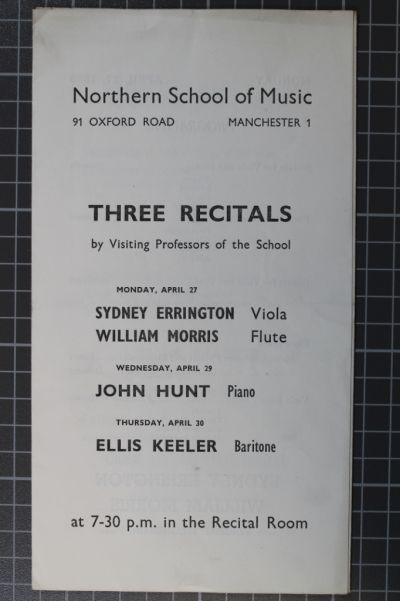 Northern School of Music
91 OXFORD ROAD MANCHESTER 1
THREE RECITALS
by Visiting Professors of the School
MONDAY, APRIL 27
SYDNEY ERRINGTON Viola
WILLIAM MORRIS Flute
WEDNESDAY, APRIL 29
JOHN HUNT Piano
THURSDAY, APRIL 30
ELLIS KEELER Baritone
at 7-30 p.m. in the Recital Room